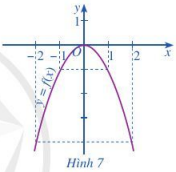 y
1
−2 −1 O 1 2 x
y = f(x)
Hình 7